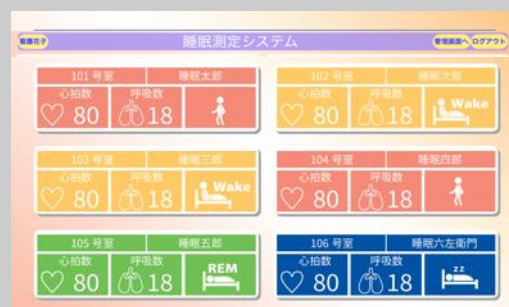 看護花子 睡眠測定システム 管理画面へ ログアウト
101 号室 睡眠太郎
心拍数 呼吸数
80 18
102 号室 睡眠次郎
心拍数 呼吸数 Wake
80 18
103 号室 睡眠三郎
心拍数 呼吸数 Wake
80 18
104 号室 睡眠四郎
心拍数 呼吸数
80 18
105 号室 睡眠五郎
心拍数 呼吸数 REM
80 18
106 号室 睡眠六左衛門
心拍数 呼吸数 zz
80 18